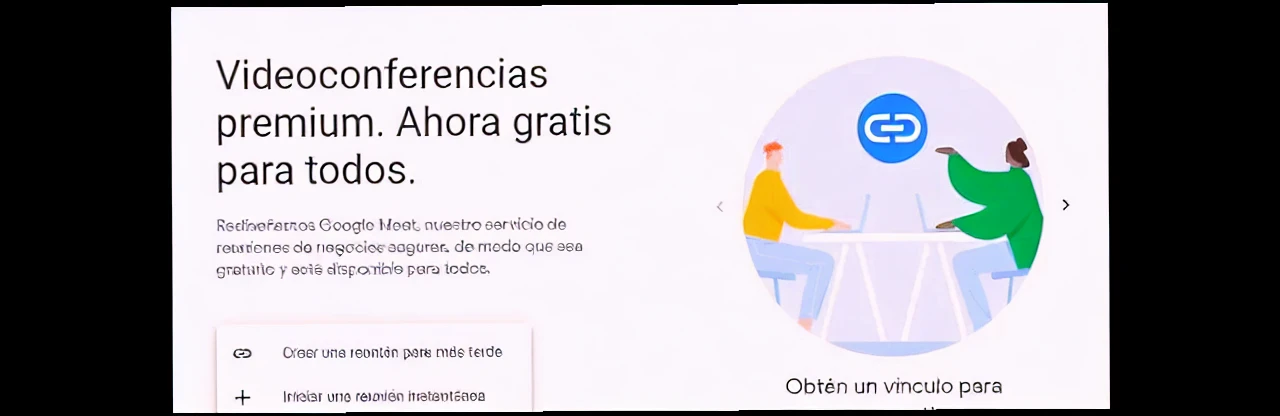 Videoconferencias
premium. Ahora gratis
para todos.
Rediseñamos Google Meet, nuestro servicio de
reuniones de negocios seguras, de modo que sea
gratuito y esté disponible para todos.
Crear una reunión para más tarde
Iniciar una reunión instantánea
Obtén un vínculo para